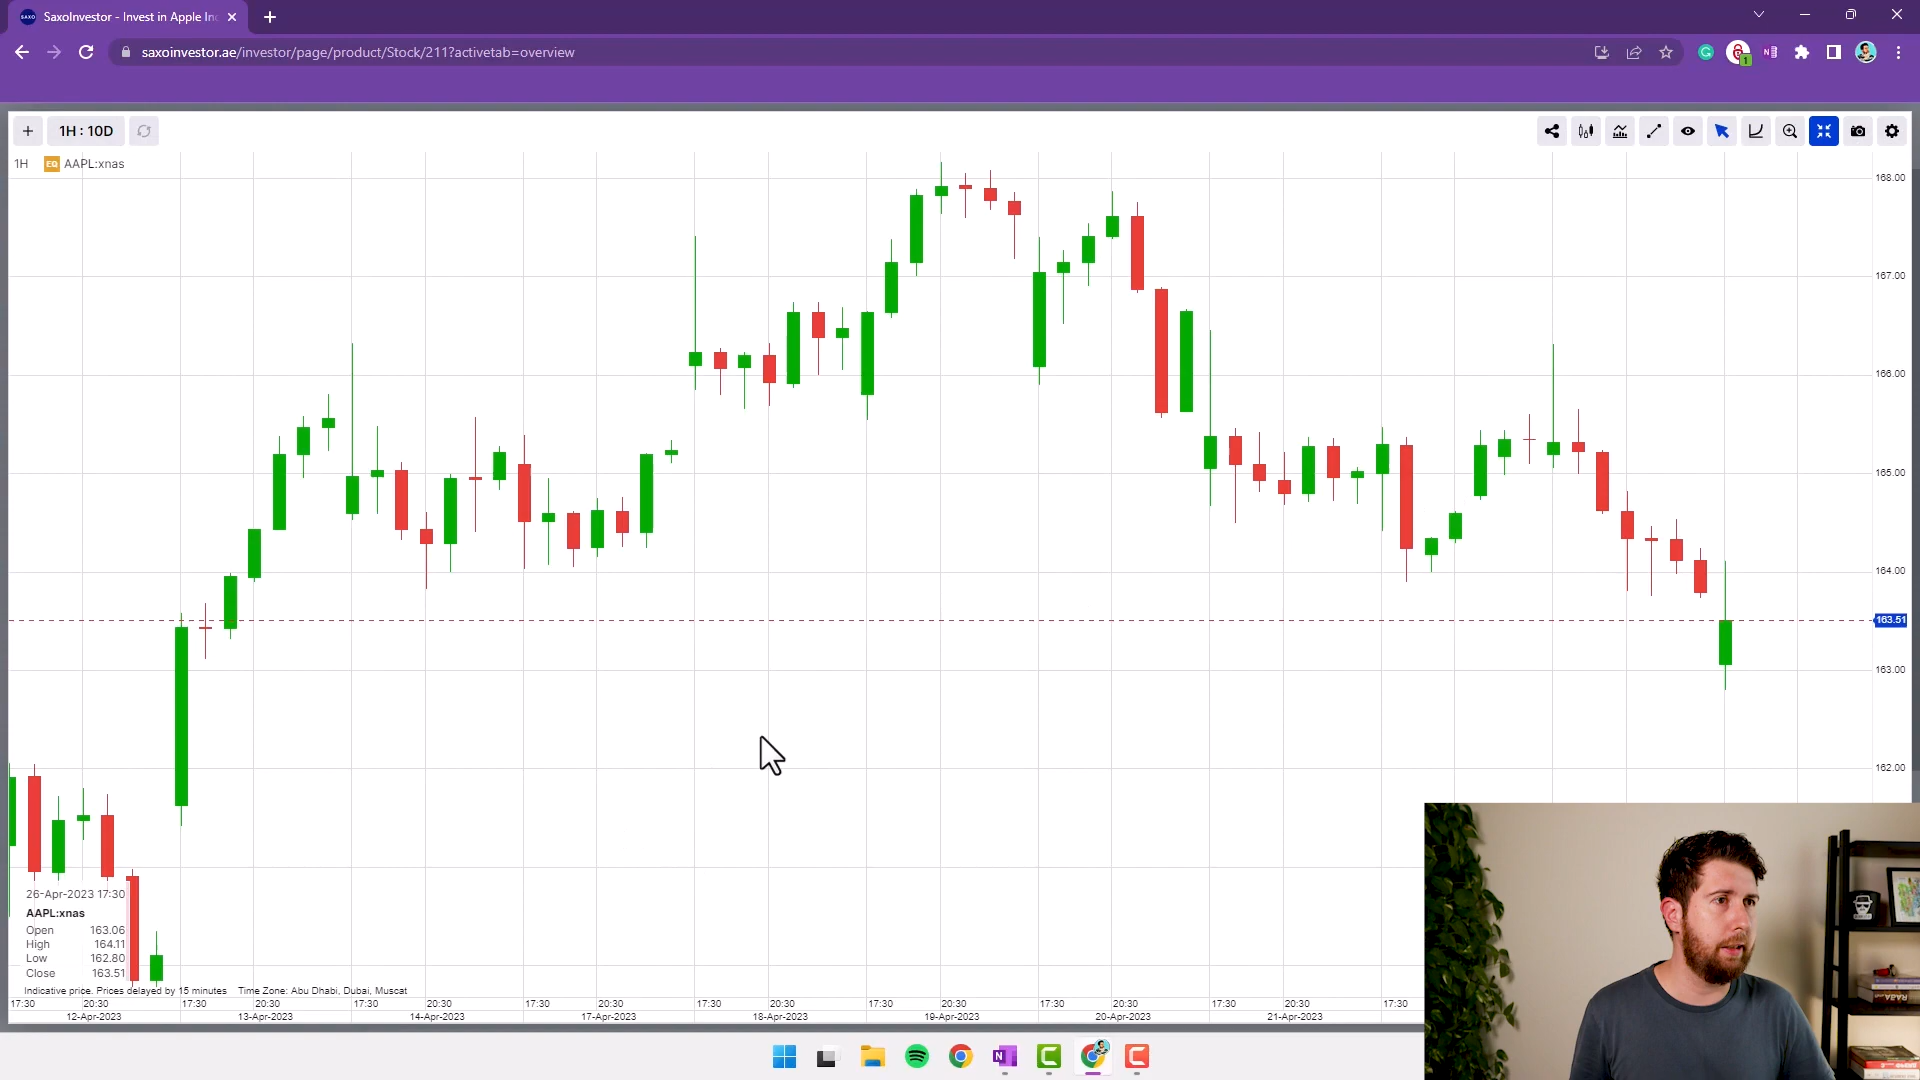 SAXO SaxoInvestor - Invest in Apple Inc
saxoinvestor.ae/investor/page/product/Stock/211?activetab=overview
1
1H : 10D
1H EQ AAPL:xnas
168.00
167.00
166.00
165.00
164.00
163.51
163.00
162.00
26-Apr-2023 17:30
AAPL:xnas
Open 163.06
High 164.11
Low 162.80
Close 163.51
Indicative price. Prices delayed by 15 minutes Time Zone: Abu Dhabi, Dubai, Muscat
17:30 20:30 17:30 20:30 17:30 20:30 17:30 20:30 17:30 20:30 17:30 20:30 17:30 20:30 17:30 20:30 17:30
12-Apr-2023 13-Apr-2023 14-Apr-2023 17-Apr-2023 18-Apr-2023 19-Apr-2023 20-Apr-2023 21-Apr-2023